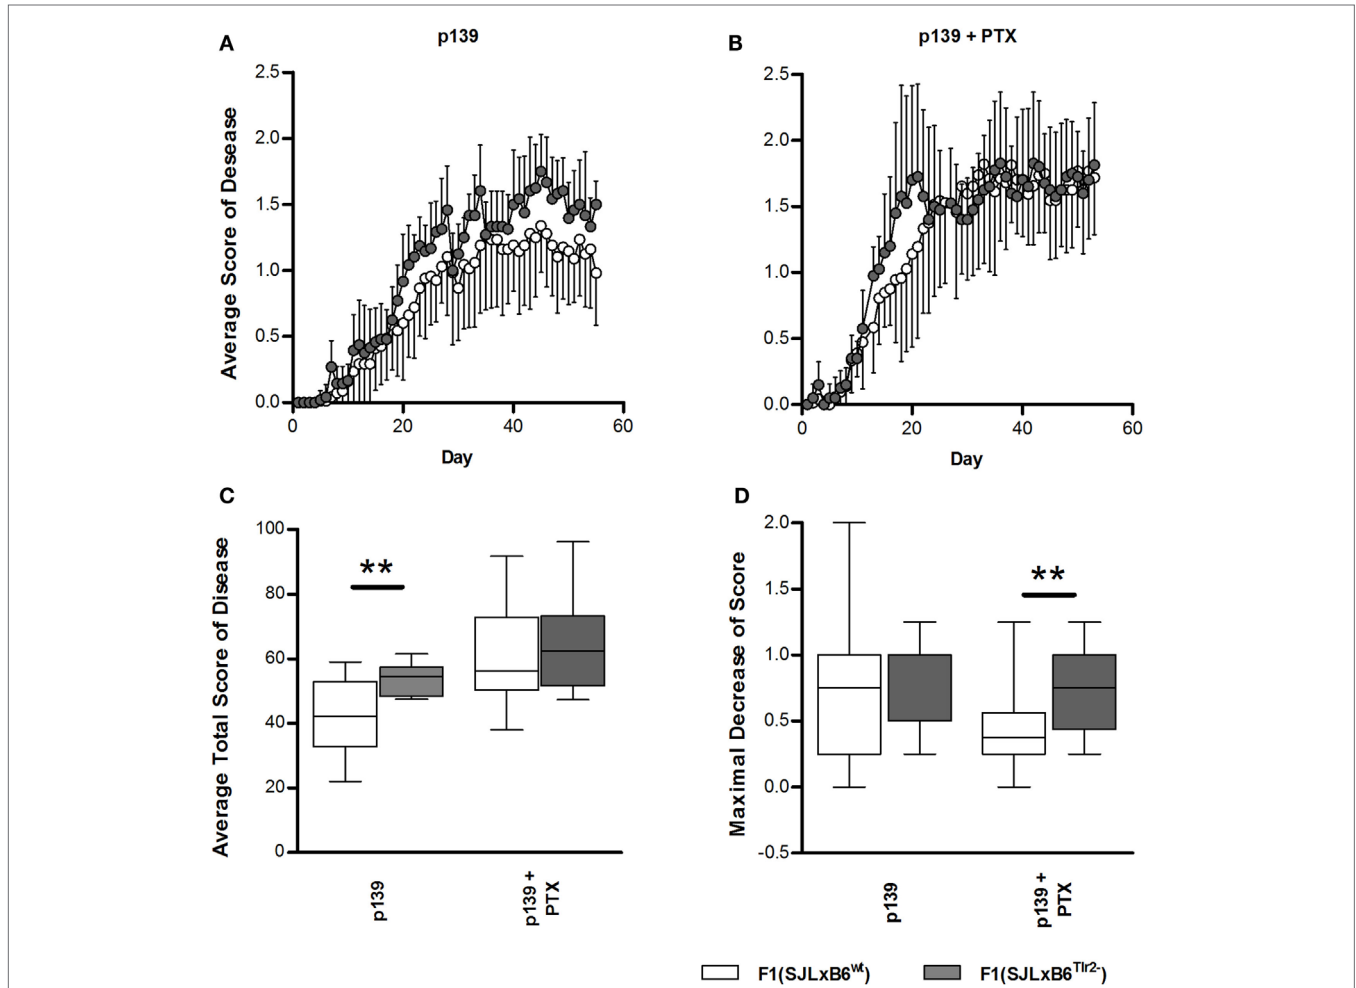 A
p139
Average Score of Desease
2.5
2.0
1.5
1.0
0.5
0.0
0
20
40
60
Day
B
p139 + PTX
2.5
2.0
1.5
1.0
0.5
0.0
0
20
40
60
Day
C
Average Total Score of Disease
100
80
60
40
20
0
**
p139
p139 +
PTX
D
Maximal Decrease of Score
2.0
1.5
1.0
0.5
0.0
-0.5
**
p139
p139 +
PTX
F1(SJLxB6wt)
F1(SJLxB6Tlr2-)